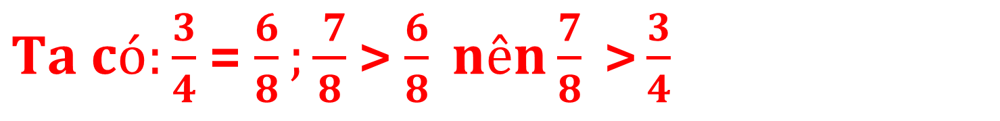 Ta có: 3/4 = 6/8 ; 7/8 > 6/8 nên 7/8 > 3/4